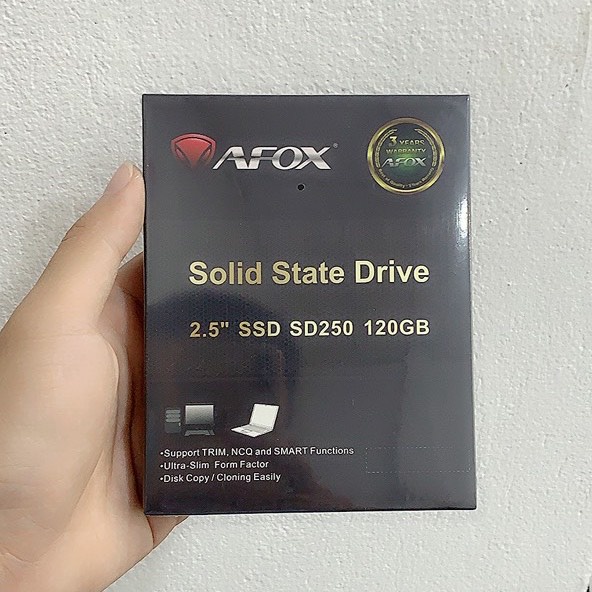 AFOX®
3 YEARS
WARRANTY
AFOX
Solid State Drive
2.5" SSD SD250 120GB
•Support TRIM, NCQ and SMART Functions
•Ultra-Slim Form Factor
•Disk Copy / Cloning Easily